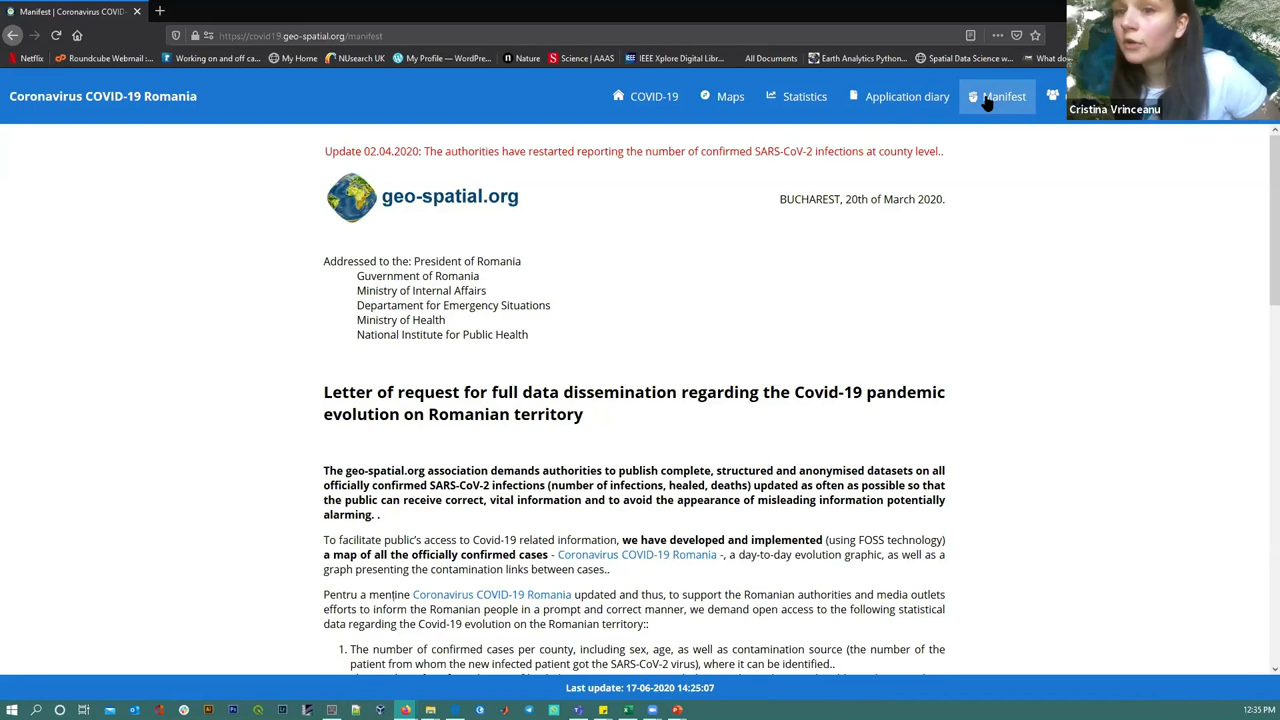 Manifest | Coronavirus COVID-
https://covid19.geo-spatial.org/manifest
Netflix
Roundcube Webmail :...
Working on and off ca...
My Home
NUsearch UK
My Profile — WordPre...
Nature
Science | AAAS
IEEE Xplore Digital Libr...
All Documents
Earth Analytics Python...
Spatial Data Science w...
What dow
Coronavirus COVID-19 Romania
COVID-19
Maps
Statistics
Application diary
Manifest
Cristina Vrinceanu
Update 02.04.2020: The authorities have restarted reporting the number of confirmed SARS-CoV-2 infections at county level..
geo-spatial.org
BUCHAREST, 20th of March 2020.
Addressed to the: President of Romania
Guvernment of Romania
Ministry of Internal Affairs
Departament for Emergency Situations
Ministry of Health
National Institute for Public Health
Letter of request for full data dissemination regarding the Covid-19 pandemic
evolution on Romanian territory
The geo-spatial.org association demands authorities to publish complete, structured and anonymised datasets on all
officially confirmed SARS-CoV-2 infections (number of infections, healed, deaths) updated as often as possible so that
the public can receive correct, vital information and to avoid the appearance of misleading information potentially
alarming. .
To facilitate public's access to Covid-19 related information, we have developed and implemented (using FOSS technology)
a map of all the officially confirmed cases - Coronavirus COVID-19 Romania -, a day-to-day evolution graphic, as well as a
graph presenting the contamination links between cases..
Pentru a menține Coronavirus COVID-19 Romania updated and thus, to support the Romanian authorities and media outlets
efforts to inform the Romanian people in a prompt and correct manner, we demand open access to the following statistical
data regarding the Covid-19 evolution on the Romanian territory::
1. The number of confirmed cases per county, including sex, age, as well as contamination source (the number of the
patient from whom the new infected patient got the SARS-CoV-2 virus), where it can be identified..
Last update: 17-06-2020 14:25:07
12:35 PM